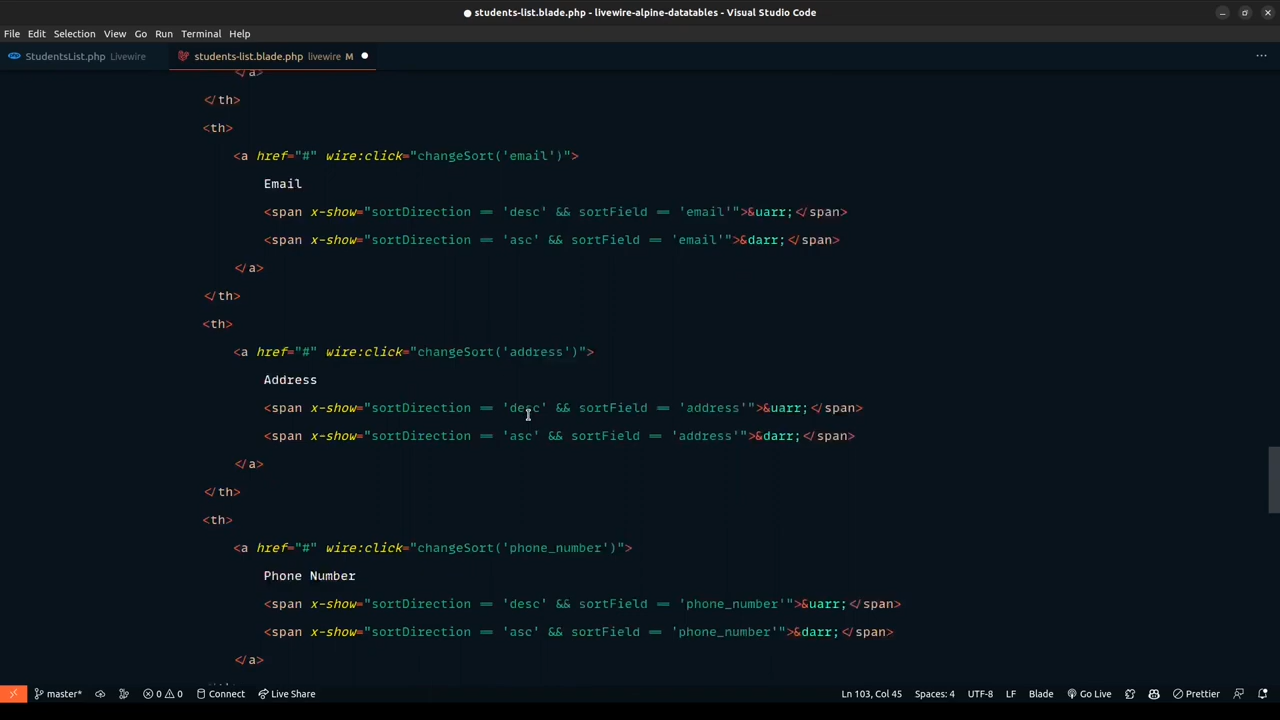 students-list.blade.php - livewire-alpine-datatables - Visual Studio Code
File Edit Selection View Go Run Terminal Help
StudentsList.php Livewire students-list.blade.php livewire M
</a>
</th>
<th>
<a href="#" wire:click="changeSort('email')">
Email
<span x-show="sortDirection == 'desc' && sortField == 'email'">&uarr;</span>
<span x-show="sortDirection == 'asc' && sortField == 'email'">&darr;</span>
</a>
</th>
<th>
<a href="#" wire:click="changeSort('address')">
Address
<span x-show="sortDirection == 'desc' && sortField == 'address'">&uarr;</span>
<span x-show="sortDirection == 'asc' && sortField == 'address'">&darr;</span>
</a>
</th>
<th>
<a href="#" wire:click="changeSort('phone_number')">
Phone Number
<span x-show="sortDirection == 'desc' && sortField == 'phone_number'">&uarr;</span>
<span x-show="sortDirection == 'asc' && sortField == 'phone_number'">&darr;</span>
</a>
master* 0 0 Connect Live Share Ln 103, Col 45 Spaces: 4 UTF-8 LF Blade Go Live Prettier